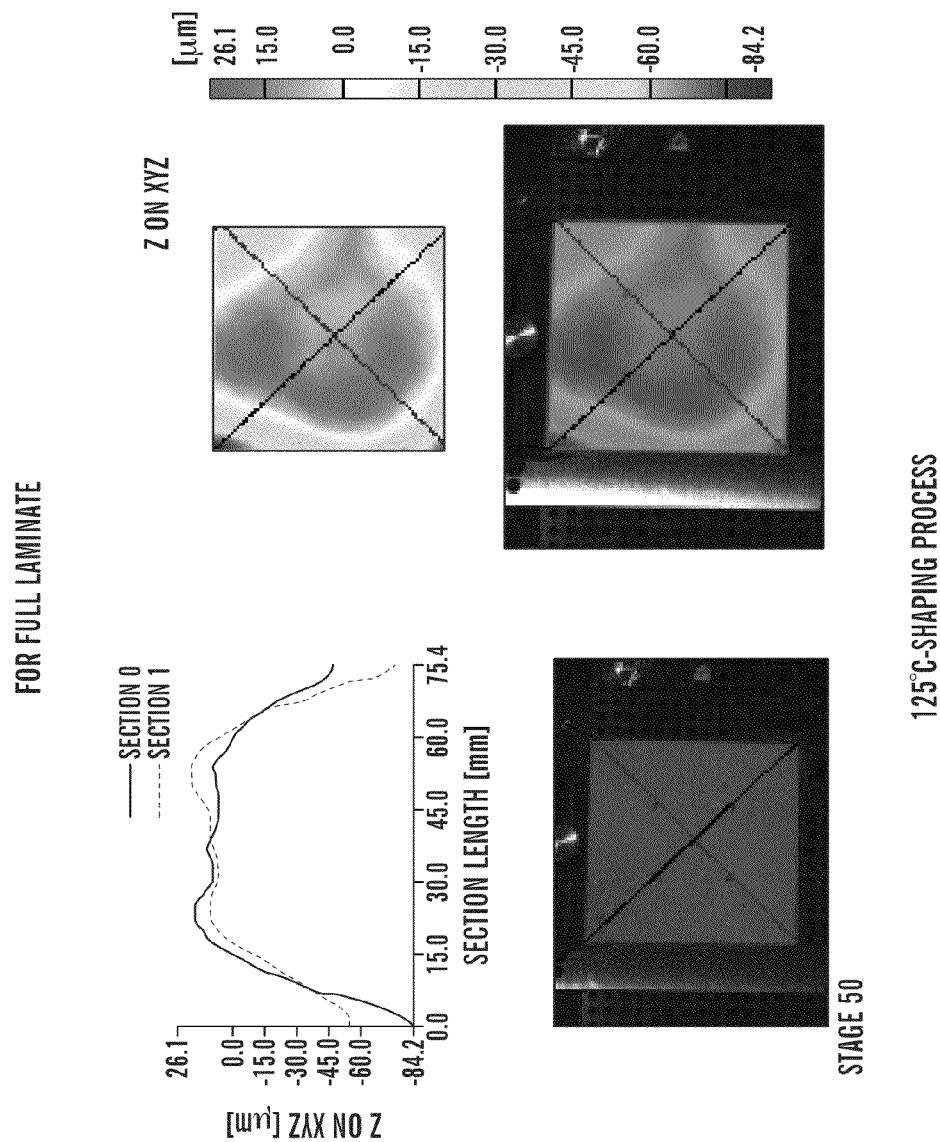 FOR FULL LAMINATE
SECTION 0
SECTION 1
26.1
0.0
-15.0
-30.0
-45.0
-60.0
-84.2
Z ON XYZ [µm]
0.0
15.0
30.0
45.0
60.0
75.4
SECTION LENGTH [mm]
Z ON XYZ
[µm]
26.1
15.0
0.0
-15.0
-30.0
-45.0
-60.0
-84.2
STAGE 50
125°C-SHAPING PROCESS